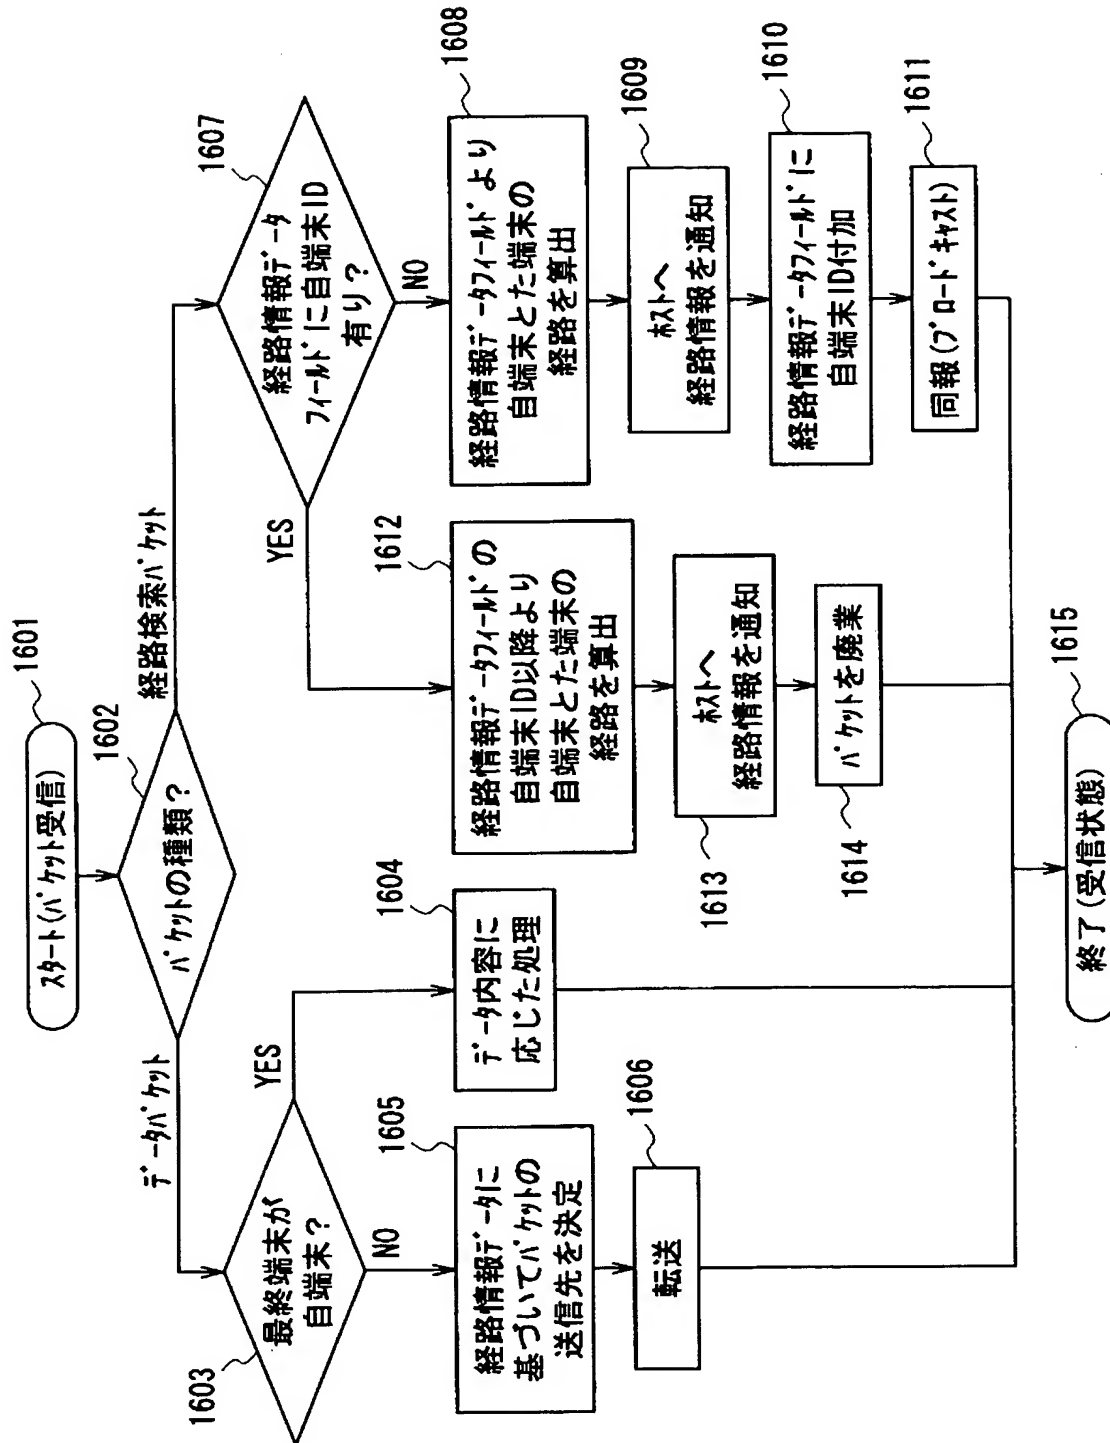 スタート(パケット受信)
1601
パケットの種類?
1602
データパケット
経路検索パケット
最終端末が
自端末?
1603
YES
NO
データ内容に
応じた処理
1604
経路情報データに
基づいてパケットの
送信先を決定
1605
転送
1606
経路情報データ
フィールドに自端末ID
有り?
1607
YES
NO
経路情報データフィールドより
自端末とた端末の
経路を算出
1608
ホストへ
経路情報を通知
1609
経路情報データフィールドに
自端末ID付加
1610
同報(ブロードキャスト)
1611
経路情報データフィールドの
自端末ID以降より
自端末とた端末の
経路を算出
1612
ホストへ
経路情報を通知
1613
パケットを廃業
1614
終了(受信状態)
1615